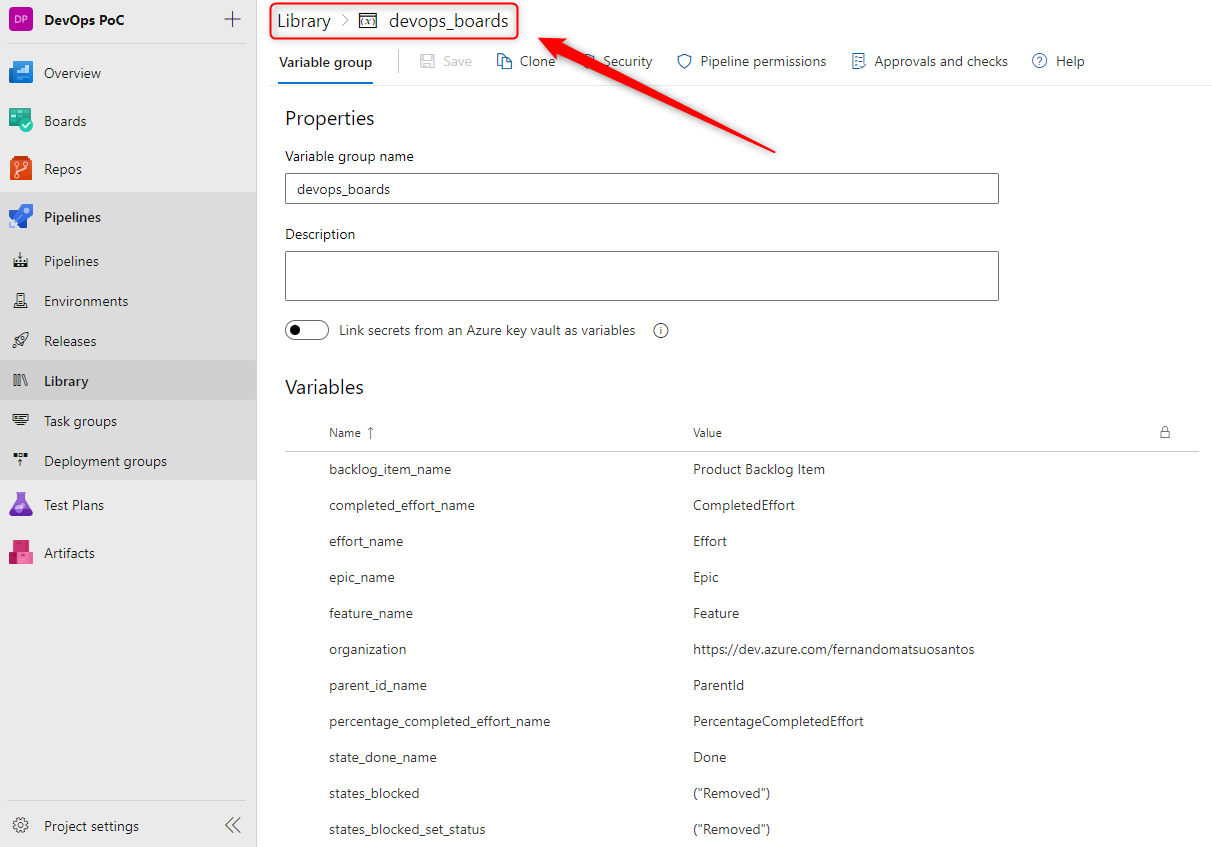 DP DevOps PoC
Overview
Boards
Repos
Pipelines
Pipelines
Environments
Releases
Library
Task groups
Deployment groups
Test Plans
Artifacts
Project settings
Library > (x) devops_boards
Variable group Save Clone Security Pipeline permissions Approvals and checks Help
Properties
Variable group name
devops_boards
Description
Link secrets from an Azure key vault as variables
Variables
Name ↑ Value
backlog_item_name Product Backlog Item
completed_effort_name CompletedEffort
effort_name Effort
epic_name Epic
feature_name Feature
organization https://dev.azure.com/fernandomatsuosantos
parent_id_name ParentId
percentage_completed_effort_name PercentageCompletedEffort
state_done_name Done
states_blocked ("Removed")
states_blocked_set_status ("Removed")